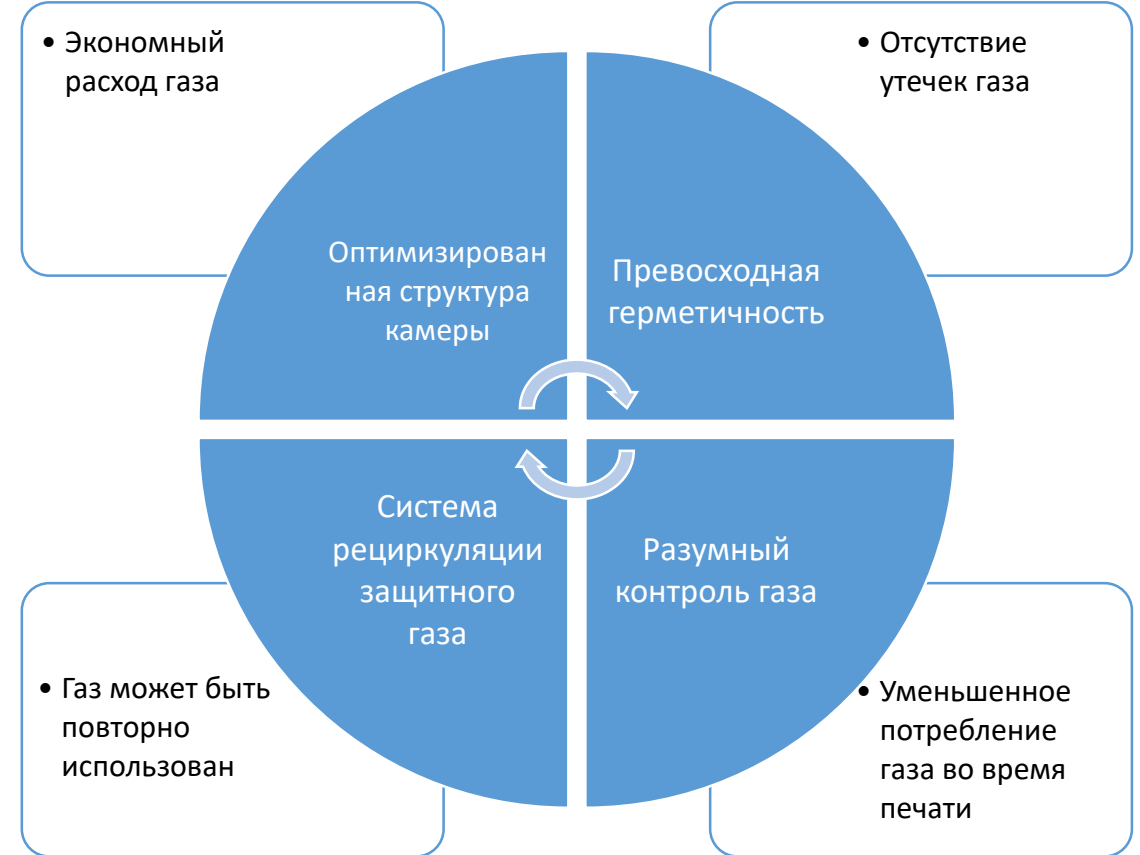 • Экономный
расход газа
• Отсутствие
утечек газа
Оптимизирован
ная структура
камеры
Превосходная
герметичность
Система
рециркуляции
защитного
газа
Разумный
контроль газа
• Газ может быть
повторно
использован
• Уменьшенное
потребление
газа во время
печати